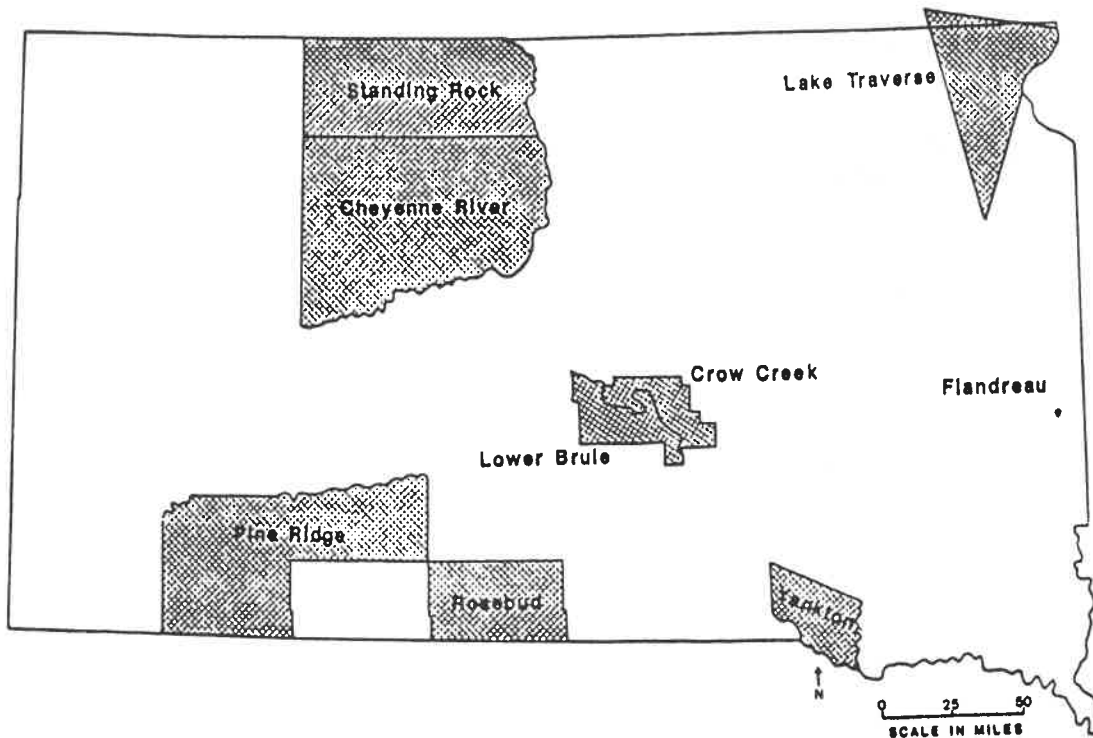 Standing Rock
Lake Traverse
Cheyenne River
Crow Creek
Flandreau
Lower Brule
Pine Ridge
Rosebud
Yankton
N
0 25 50
SCALE IN MILES